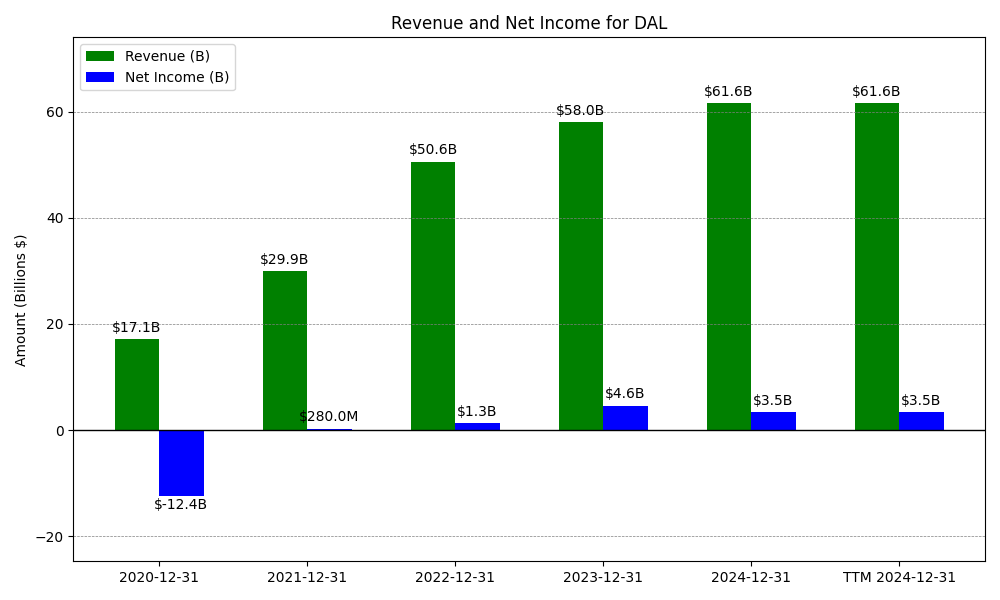 Revenue and Net Income for DAL
Revenue (B)
Net Income (B)
Amount (Billions $)
60
40
20
0
−20
$17.1B
$-12.4B
$29.9B
$280.0M
$50.6B
$1.3B
$58.0B
$4.6B
$61.6B
$3.5B
$61.6B
$3.5B
2020-12-31
2021-12-31
2022-12-31
2023-12-31
2024-12-31
TTM 2024-12-31